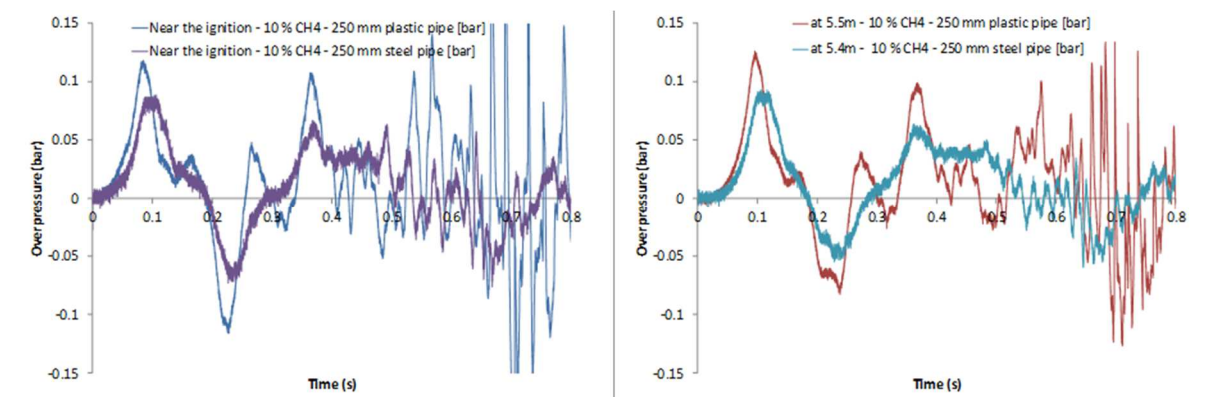 0.15
0.1
0.05
0
-0.05
-0.1
-0.15
Overpressure (bar)
Near the ignition - 10 % CH4 - 250 mm plastic pipe [bar]
Near the ignition - 10 % CH4 - 250 mm steel pipe [bar]
0 0.1 0.2 0.3 0.4 0.5 0.6 0.7 0.8
Time (s)
0.15
0.1
0.05
0
-0.05
-0.1
-0.15
Overpressure (bar)
at 5.5m - 10 % CH4 - 250 mm plastic pipe [bar]
at 5.4m - 10 % CH4 - 250 mm steel pipe [bar]
0 0.1 0.2 0.3 0.4 0.5 0.6 0.7 0.8
Time (s)